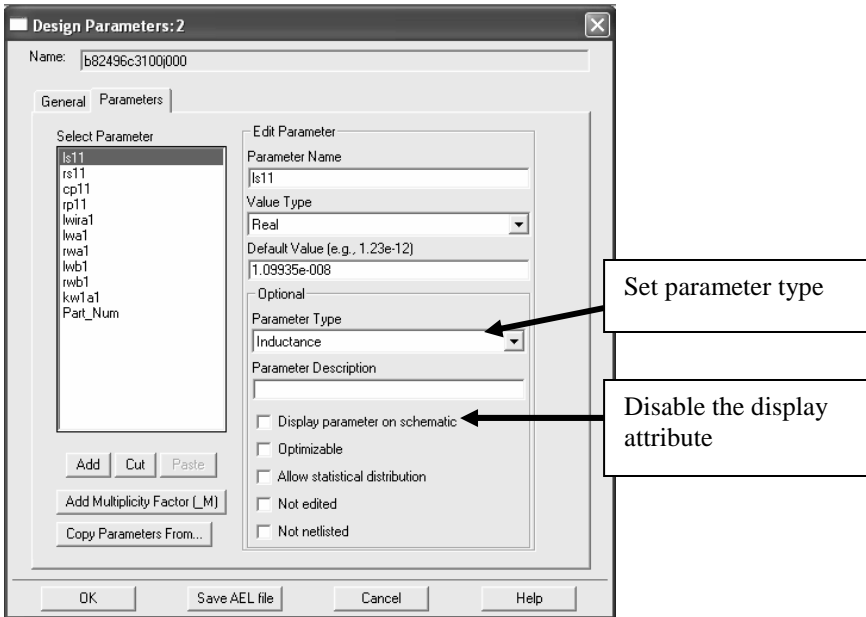 Design Parameters:2
Name: b82496c3100j000
General Parameters
Select Parameter
ls11
rs11
cp11
rp11
lwira1
lwa1
rwa1
lwb1
rwb1
kw1a1
Part_Num
Add Cut Paste
Add Multiplicity Factor (_M)
Copy Parameters From...
Edit Parameter
Parameter Name
ls11
Value Type
Real
Default Value (e.g., 1.23e-12)
1.09935e-008
Optional
Parameter Type
Inductance
Parameter Description
Display parameter on schematic
Optimizable
Allow statistical distribution
Not edited
Not netlisted
OK Save AEL file Cancel Help
Set parameter type
Disable the display
attribute